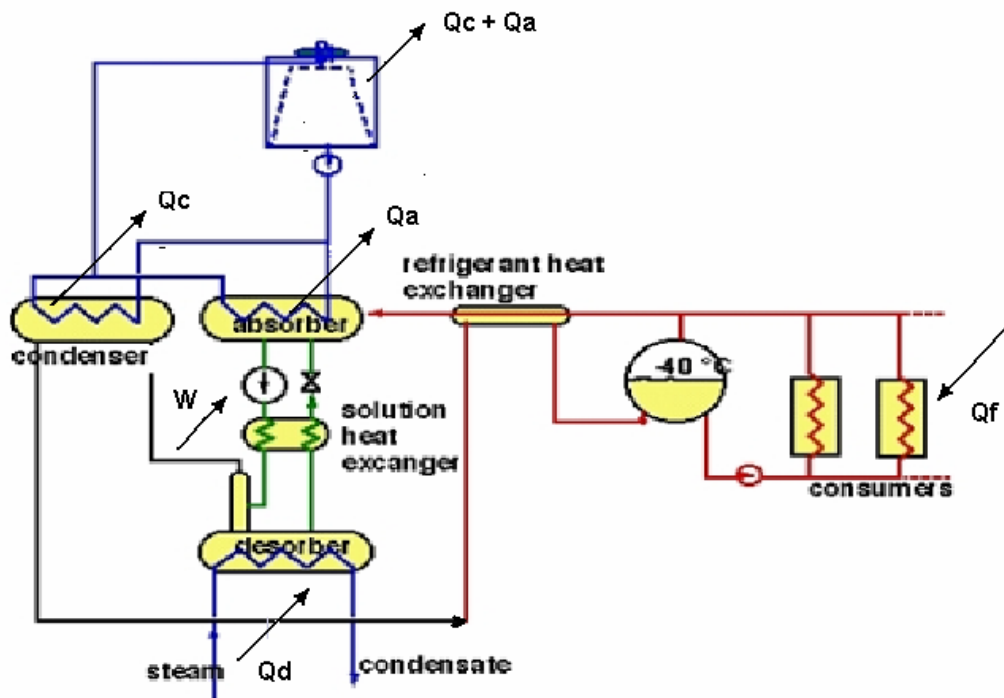 Qc + Qa
Qc
Qa
refrigerant heat
exchanger
absorber
condenser
-40 °C
W
solution
heat
excanger
Qf
consumers
desorber
steam
Qd
condensate